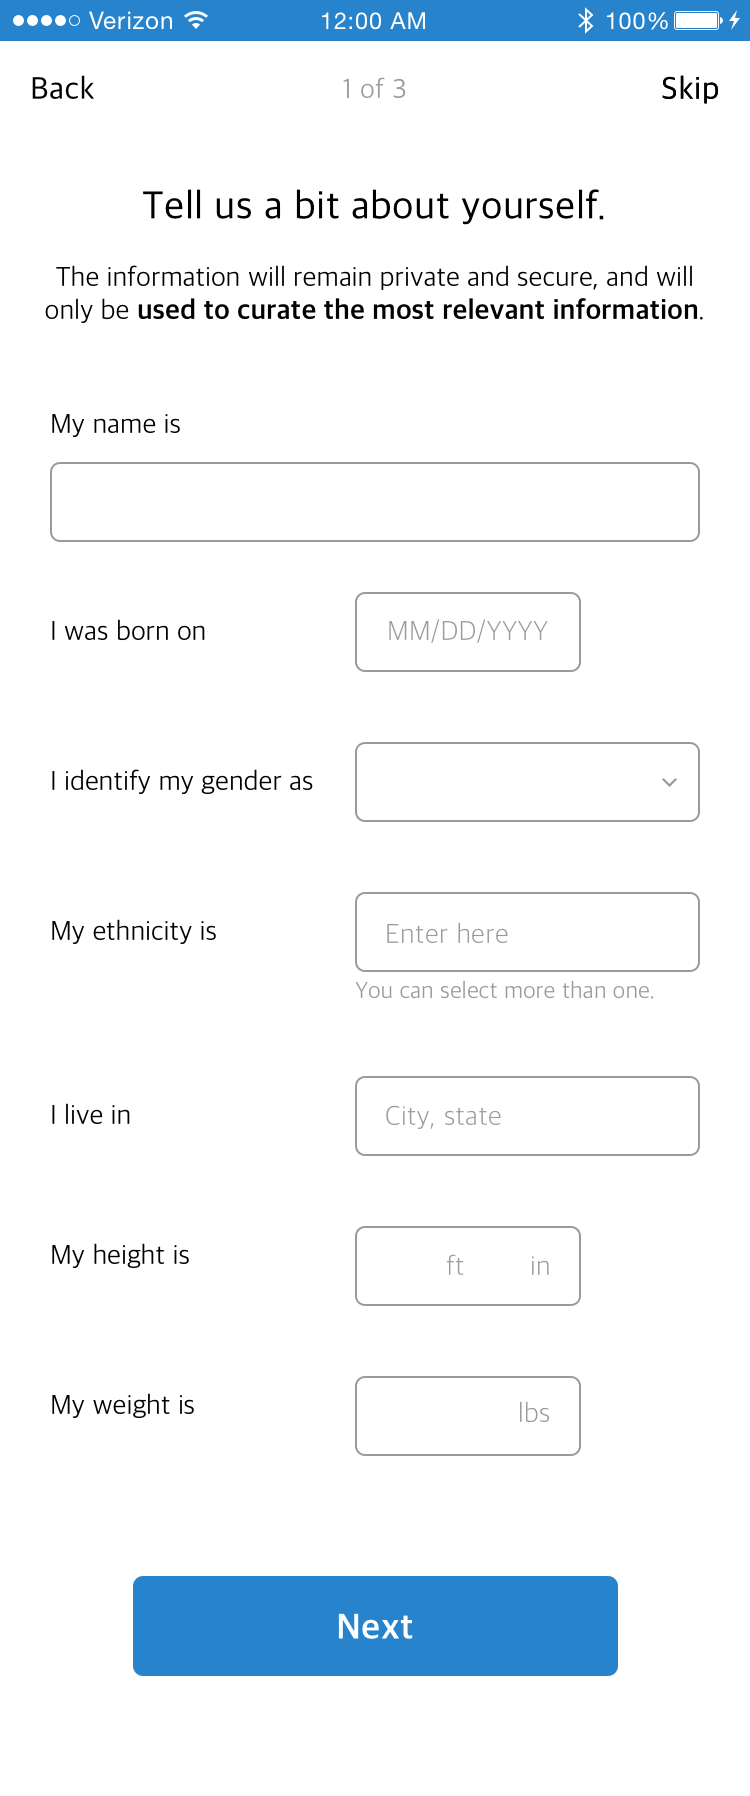 Verizon 12:00 AM 100%
Back 1 of 3 Skip
Tell us a bit about yourself.
The information will remain private and secure, and will
only be used to curate the most relevant information.
My name is
I was born on MM/DD/YYYY
I identify my gender as
My ethnicity is Enter here
You can select more than one.
I live in City, state
My height is ft in
My weight is lbs
Next